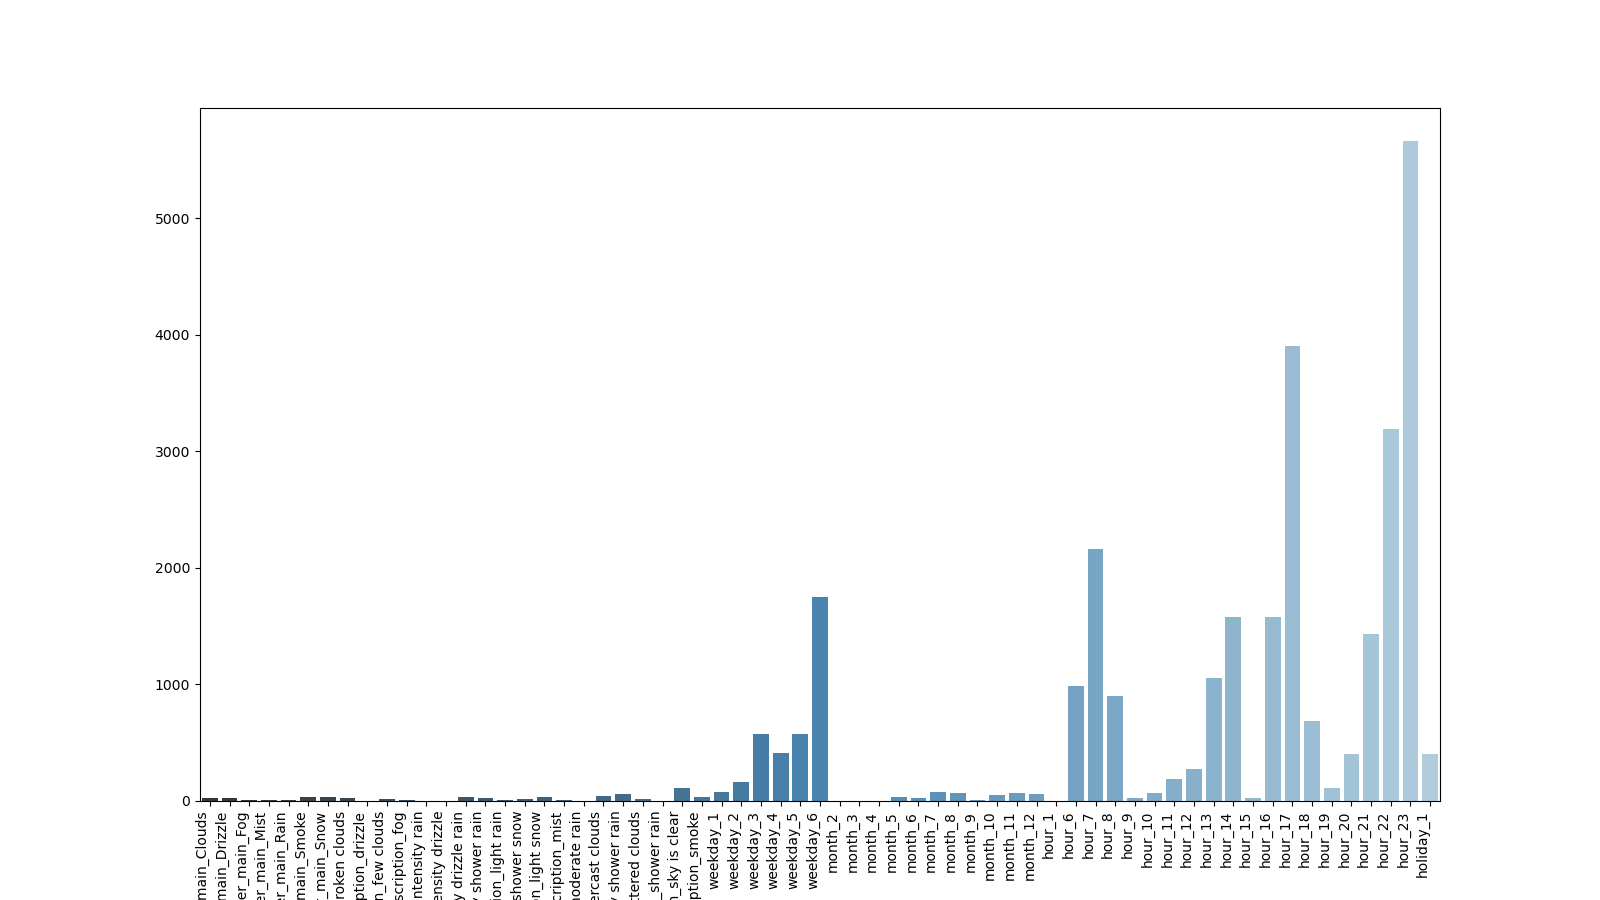 5000
4000
3000
2000
1000
0
main_Clouds
main_Drizzle
er_main_Fog
er_main_Mist
er_main_Rain
main_Smoke
r_main_Snow
roken clouds
ption_drizzle
n_few clouds
scription_fog
ntensity rain
ensity drizzle
y drizzle rain
y shower rain
ion_light rain
shower snow
on_light snow
cription_mist
noderate rain
ercast clouds
y shower rain
ttered clouds
_shower rain
n_sky is clear
ption_smoke
weekday_1
weekday_2
weekday_3
weekday_4
weekday_5
weekday_6
month_2
month_3
month_4
month_5
month_6
month_7
month_8
month_9
month_10
month_11
month_12
hour_1
hour_6
hour_7
hour_8
hour_9
hour_10
hour_11
hour_12
hour_13
hour_14
hour_15
hour_16
hour_17
hour_18
hour_19
hour_20
hour_21
hour_22
hour_23
holiday_1